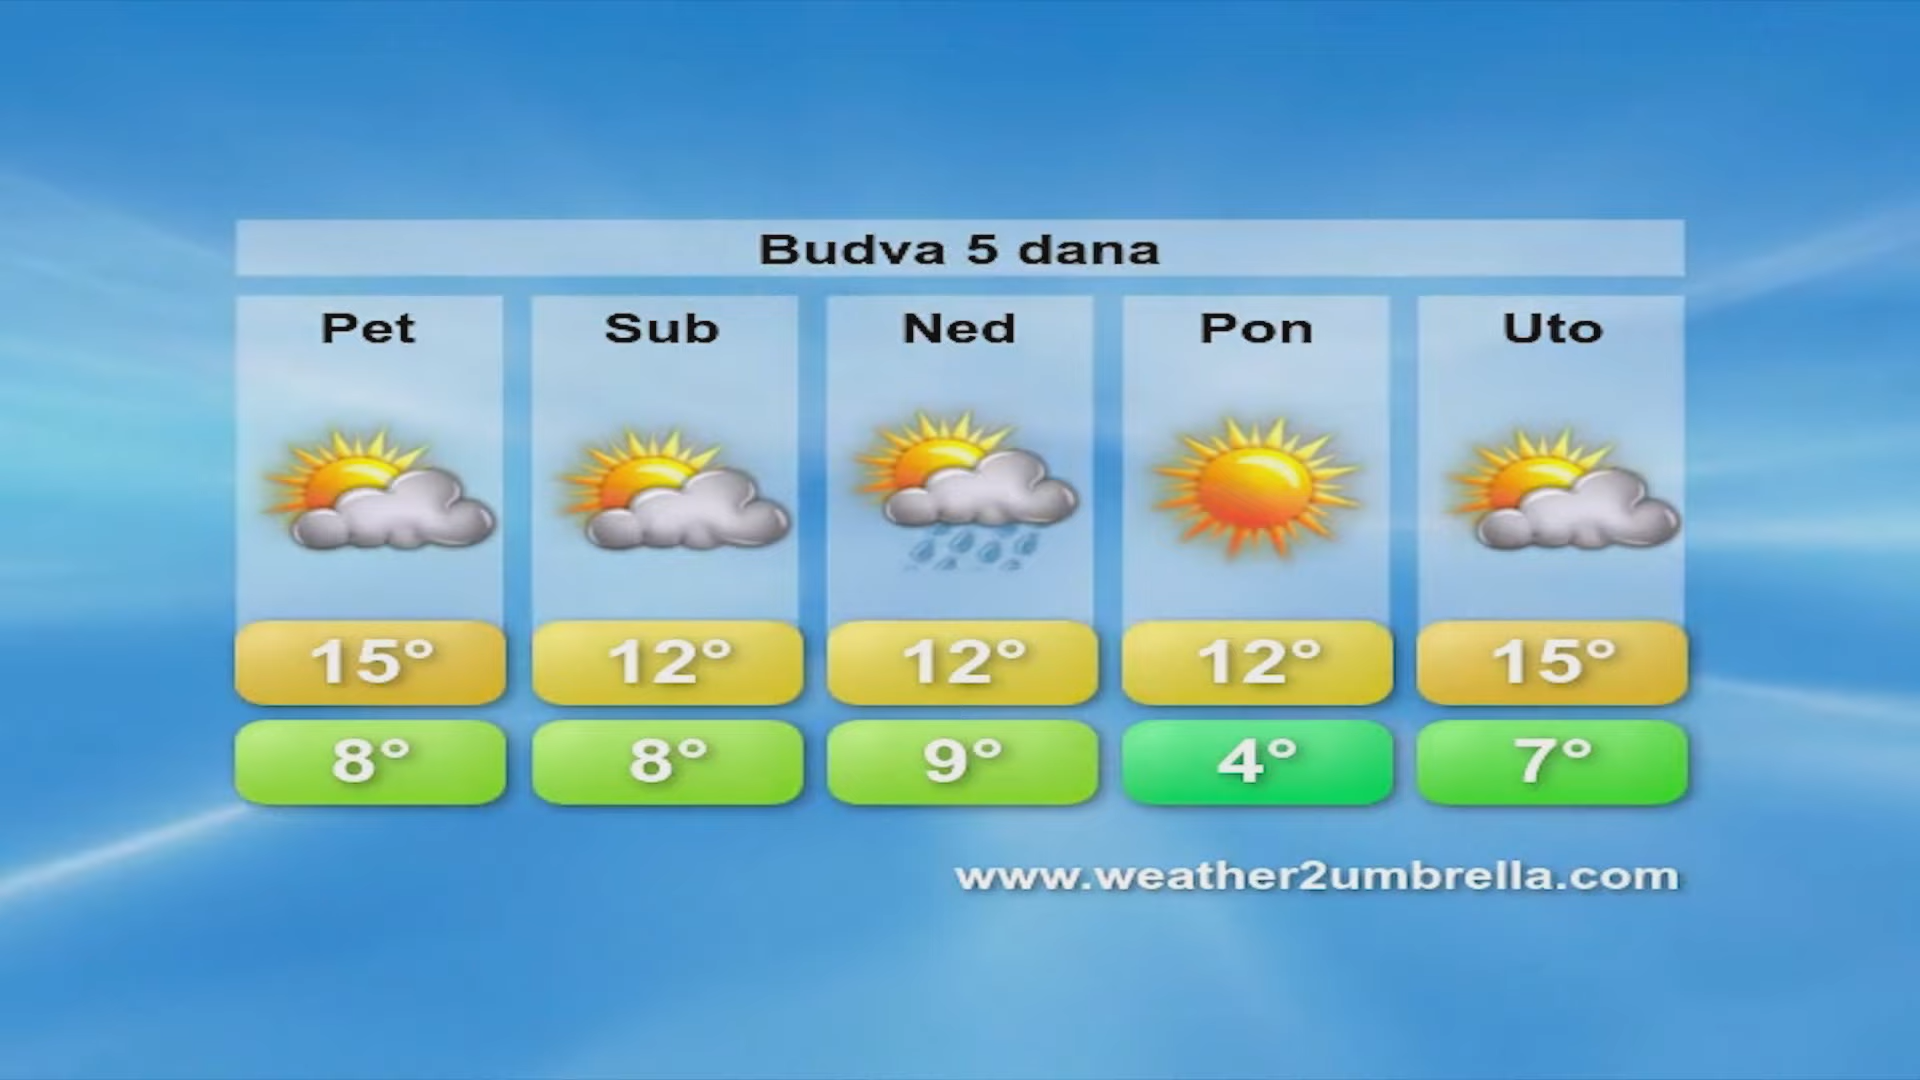 Budva 5 dana
Pet Sub Ned Pon Uto
15° 12° 12° 12° 15°
8° 8° 9° 4° 7°
www.weather2umbrella.com